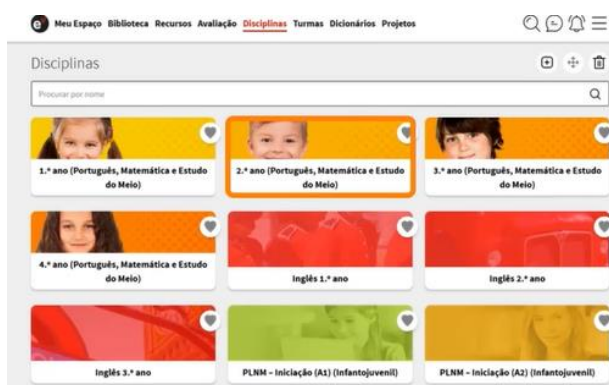 Meu Espaço Biblioteca Recursos Avaliação Disciplinas Turmas Dicionários Projetos
Disciplinas
Procurar por nome
1.º ano (Português, Matemática e Estudo
do Meio)
2.º ano (Português, Matemática e Estudo
do Meio)
3.º ano (Português, Matemática e Estudo
do Meio)
4.º ano (Português, Matemática e Estudo
do Meio)
Inglês 1.º ano
Inglês 2.º ano
Inglês 3.º ano
PLNM – Iniciação (A1) (Infantojuvenil)
PLNM – Iniciação (A2) (Infantojuvenil)